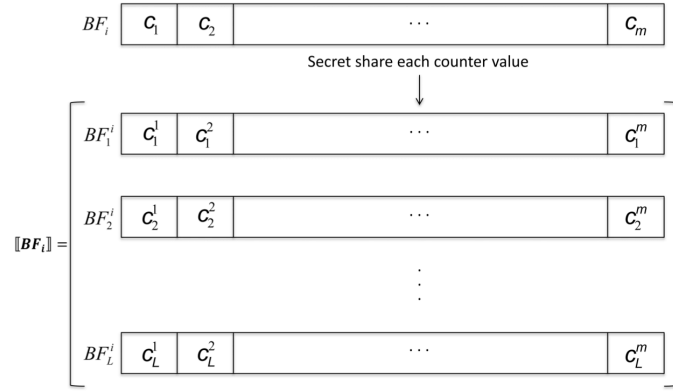 BF_i C_1 C_2 ··· C_m
Secret share each counter value
BF_1^i C_1^1 C_1^2 ··· C_1^m
BF_2^i C_2^1 C_2^2 ··· C_2^m
⟦BF_i⟧ =
⋮
BF_L^i C_L^1 C_L^2 ··· C_L^m